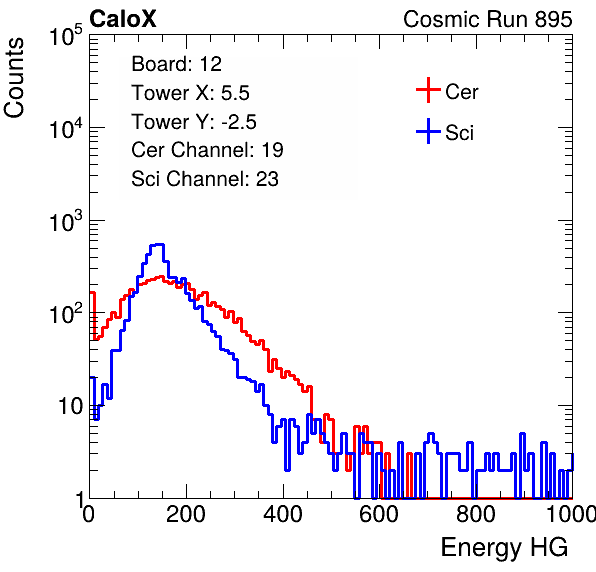 CaloX Cosmic Run 895
Counts
10^5
10^4
10^3
10^2
10
1
Board: 12
Tower X: 5.5
Tower Y: -2.5
Cer Channel: 19
Sci Channel: 23
Cer
Sci
0 200 400 600 800 1000
Energy HG